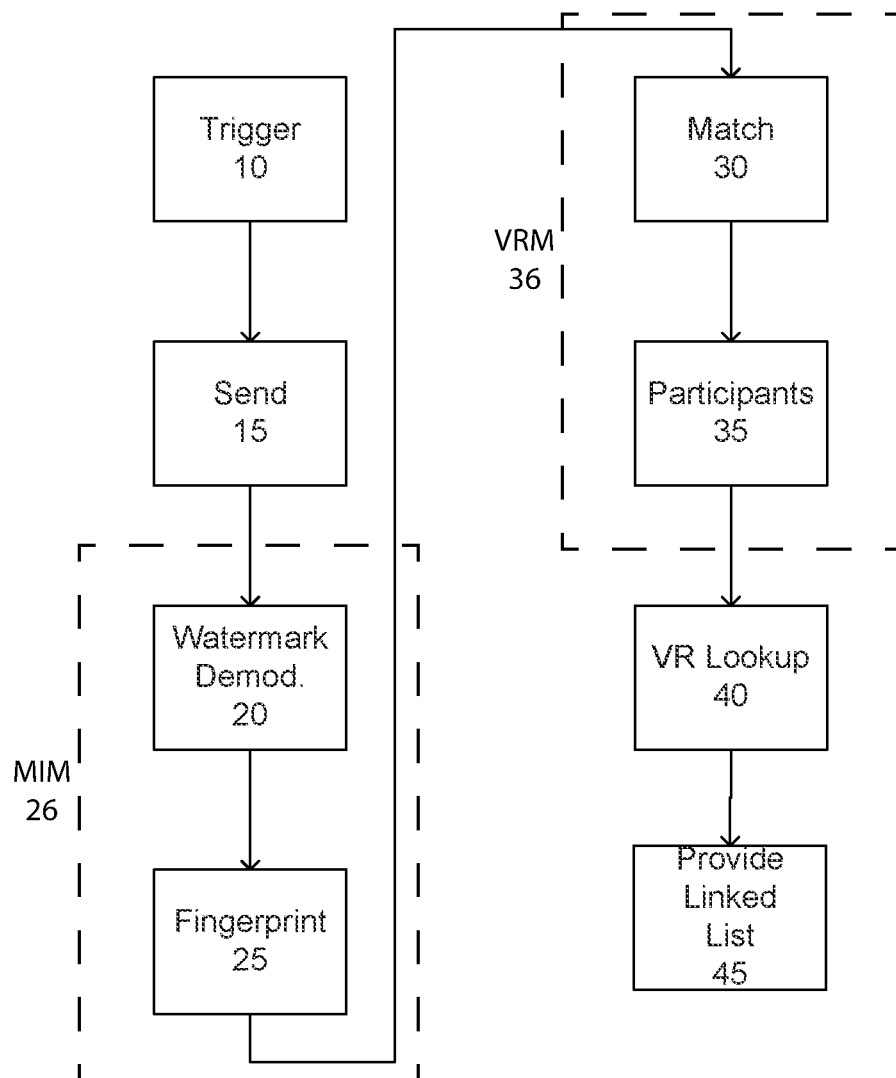 Trigger
10
Send
15
MIM
26
Watermark
Demod.
20
Fingerprint
25
VRM
36
Match
30
Participants
35
VR Lookup
40
Provide
Linked
List
45